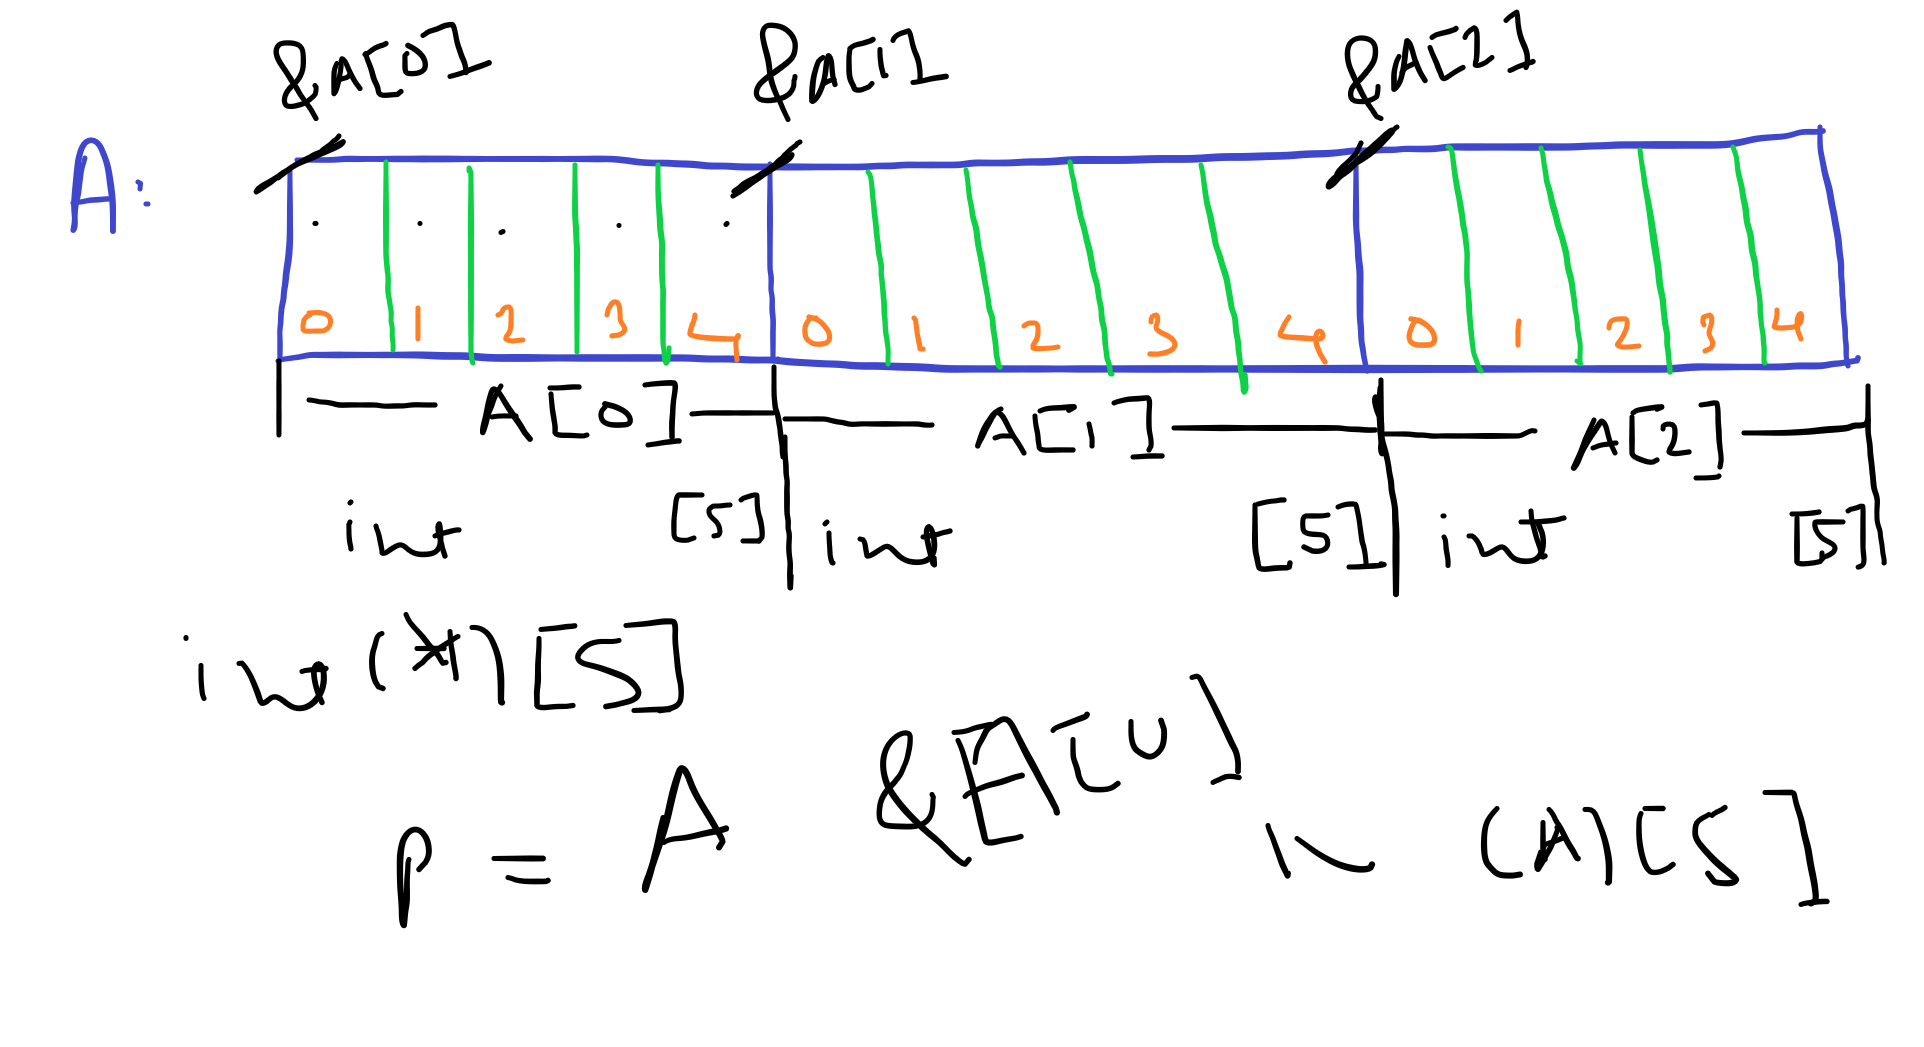 &A[0] &A[1] &A[2]
A:
0 1 2 3 4 0 1 2 3 4 0 1 2 3 4
A[0] A[1] A[2]
int [5] int [5] int [5]
int (*) [5]
p = A &A[0] (A)[5]